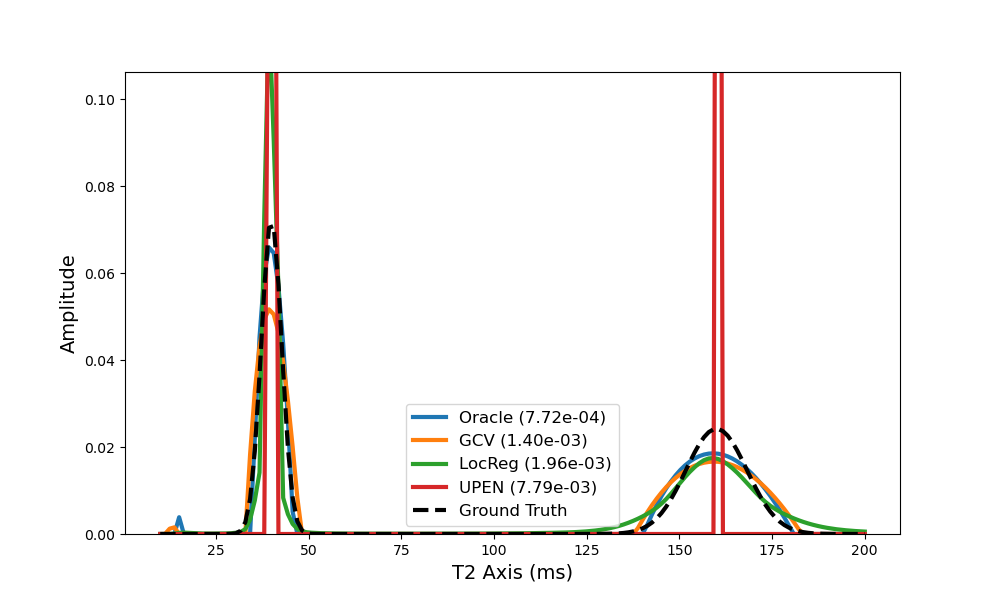 0.10
0.08
0.06
0.04
0.02
0.00
Amplitude
25
50
75
100
125
150
175
200
T2 Axis (ms)
Oracle (7.72e-04)
GCV (1.40e-03)
LocReg (1.96e-03)
UPEN (7.79e-03)
Ground Truth